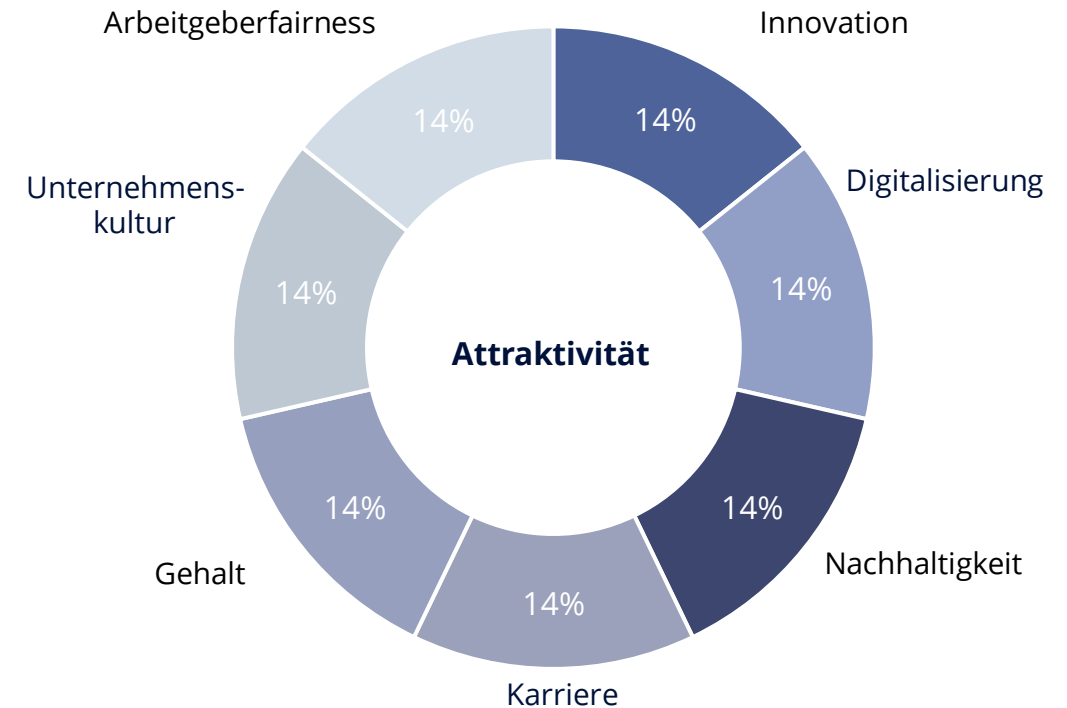 Arbeitgeberfairness
Innovation
14%
14%
Unternehmens-
kultur
Digitalisierung
14%
14%
Attraktivität
14%
14%
Gehalt
Nachhaltigkeit
14%
Karriere